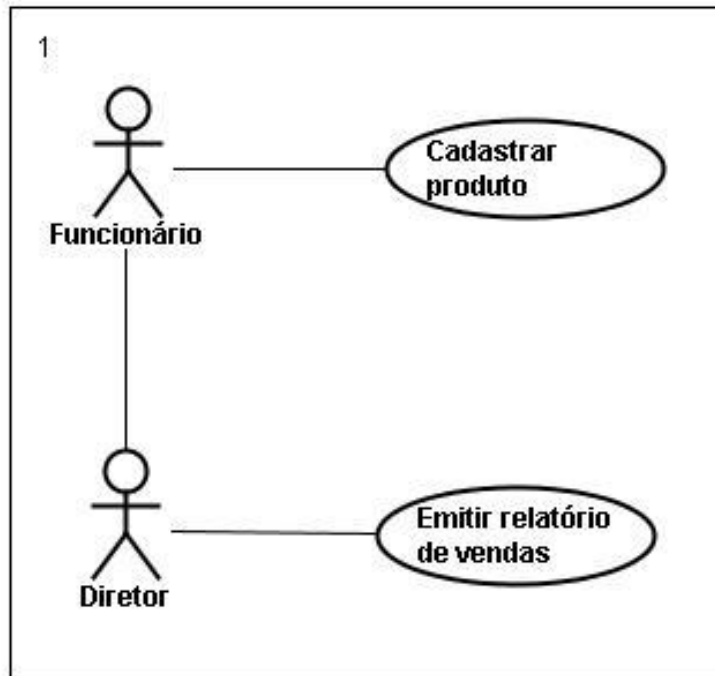 1
Cadastrar
produto
Funcionário
Emitir relatório
de vendas
Diretor